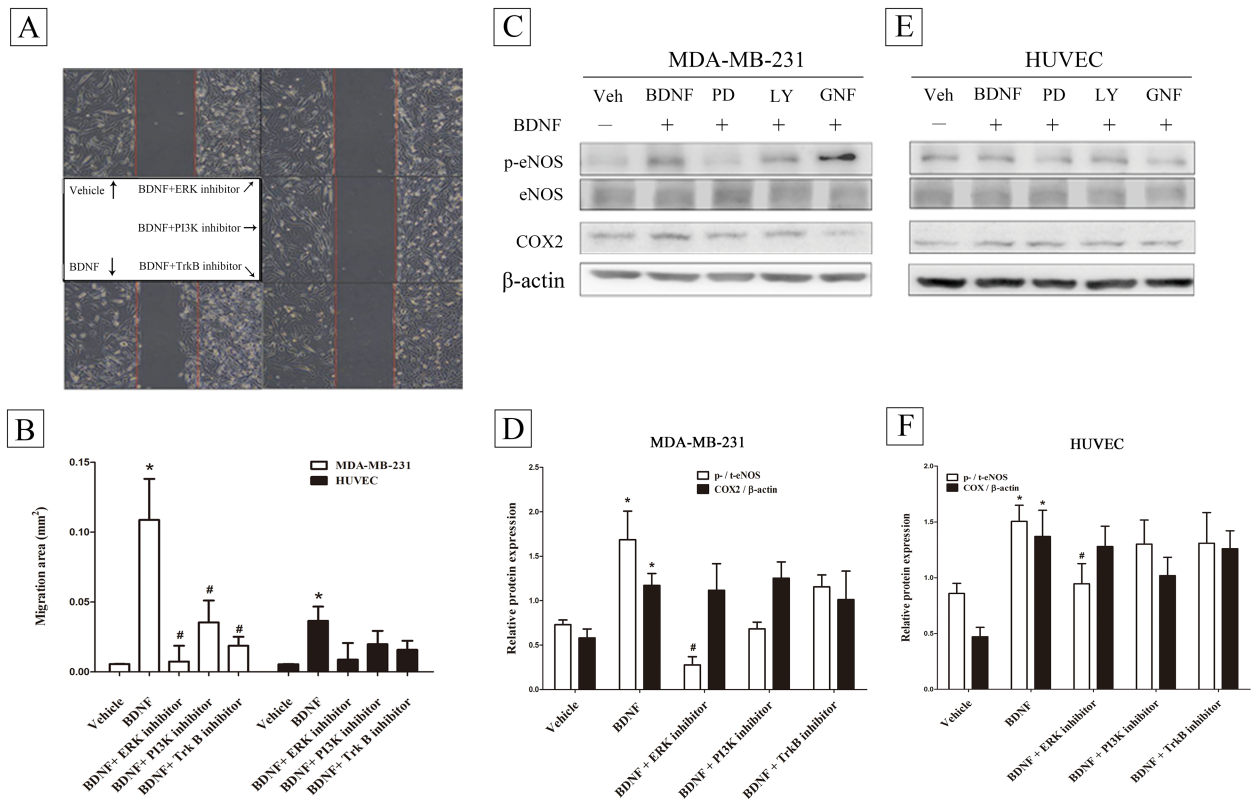 A
Vehicle ↑ BDNF+ERK inhibitor ↗
BDNF+PI3K inhibitor →
BDNF ↓ BDNF+TrkB inhibitor ↘
B
Migration area (mm²)
0.15
0.10
0.05
0.00
MDA-MB-231
HUVEC
*
#
#
#
*
Vehicle
BDNF
BDNF+ ERK inhibitor
BDNF+ PI3K inhibitor
BDNF+ Trk B inhibitor
Vehicle
BDNF
BDNF+ ERK inhibitor
BDNF+ PI3K inhibitor
BDNF+ Trk B inhibitor
C
MDA-MB-231
Veh BDNF PD LY GNF
BDNF — + + + +
p-eNOS
eNOS
COX2
β-actin
D
MDA-MB-231
Relative protein expression
2.5
2.0
1.5
1.0
0.5
0.0
p- / t-eNOS
COX2 / β-actin
*
*
#
Vehicle
BDNF
BDNF + ERK inhibitor
BDNF + PI3K inhibitor
BDNF + TrkB inhibitor
E
HUVEC
Veh BDNF PD LY GNF
— + + + +
F
HUVEC
Relative protein expression
2.0
1.5
1.0
0.5
0.0
p- / t-eNOS
COX / β-actin
*
*
#
Vehicle
BDNF
BDNF + ERK inhibitor
BDNF + PI3K inhibitor
BDNF + TrkB inhibitor